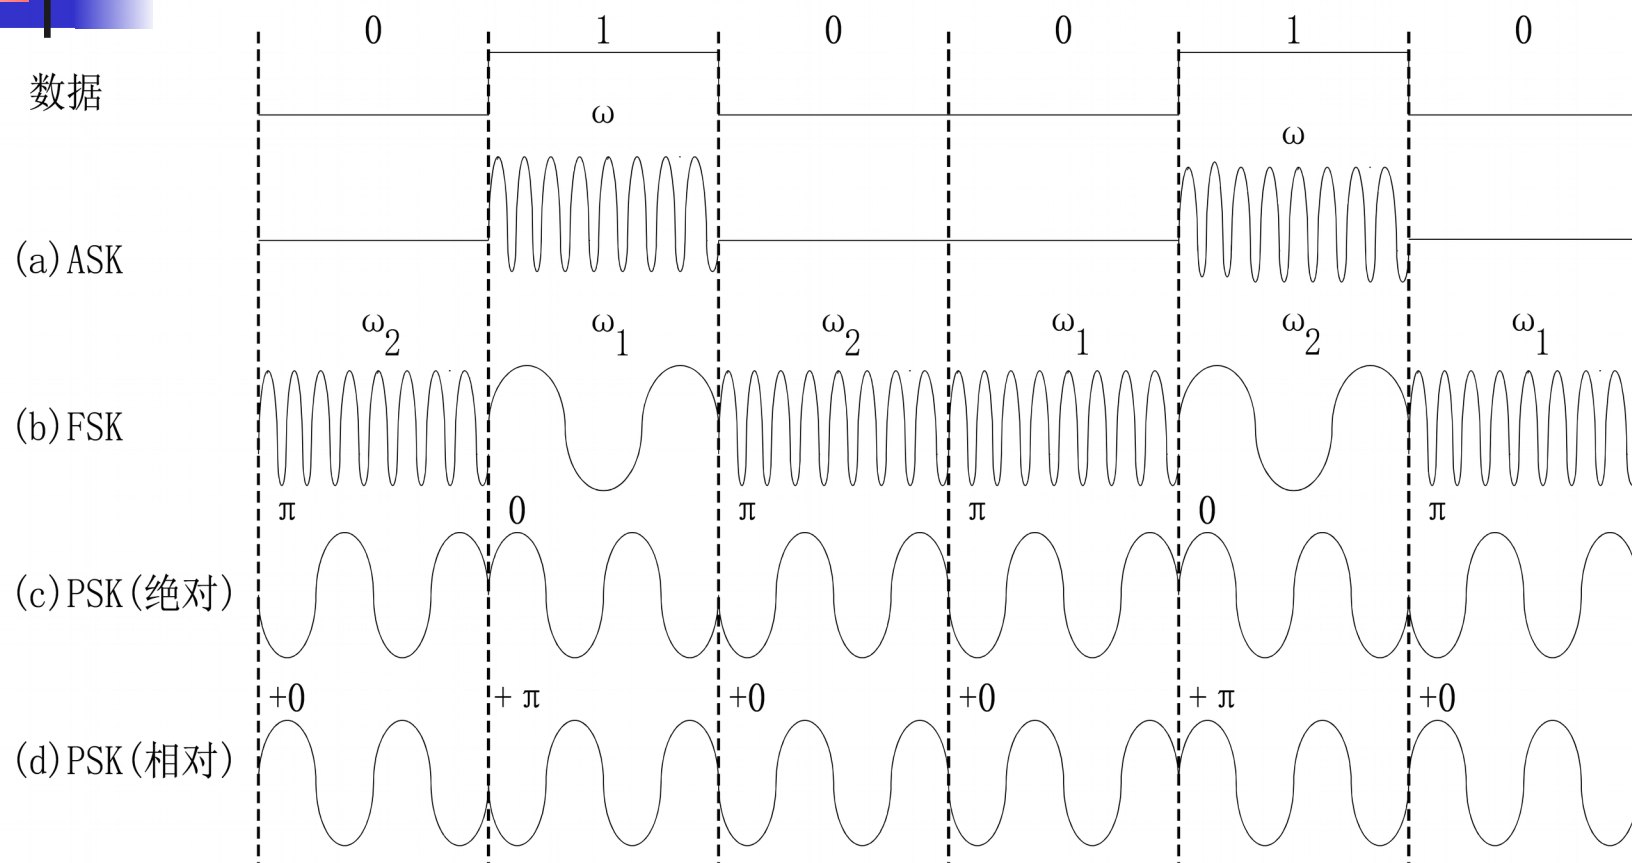 0 1 0 0 1 0
数据
ω
ω
(a)ASK
ω2 ω1 ω2 ω1 ω2 ω1
(b)FSK
π 0 π π 0 π
(c)PSK(绝对)
+0 +π +0 +0 +π +0
(d)PSK(相对)